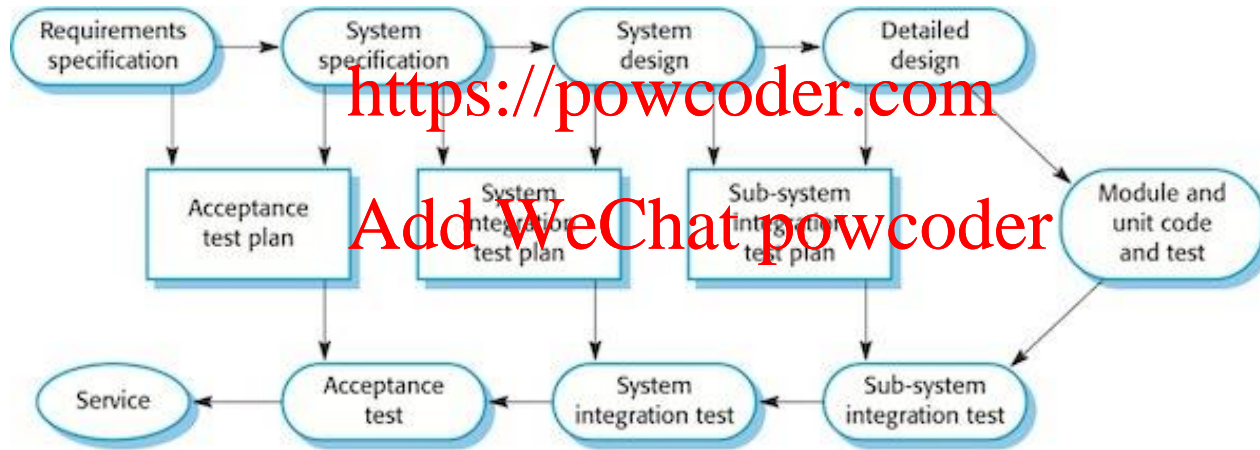 Requirements
specification
System
specification
System
design
Detailed
design
https://powcoder.com
Acceptance
test plan
System
integration
test plan
Sub-system
integration
test plan
Module and
unit code
and test
Add WeChat powcoder
Service
Acceptance
test
System
integration test
Sub-system
integration test